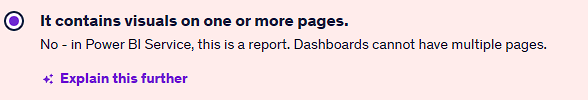 It contains visuals on one or more pages.
No - in Power BI Service, this is a report. Dashboards cannot have multiple pages.
Explain this further